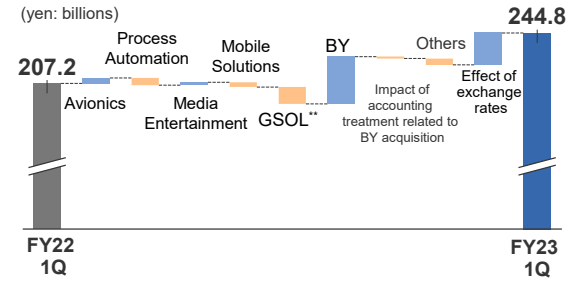 (yen: billions)
207.2
Avionics
Process
Automation
Media
Entertainment
Mobile
Solutions
GSOL**
BY
Impact of
accounting
treatment related to
BY acquisition
Others
Effect of
exchange
rates
244.8
FY22
1Q
FY23
1Q